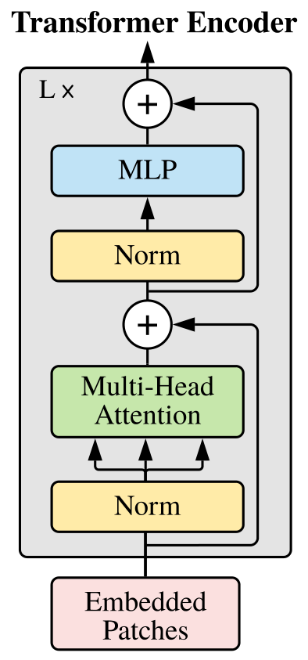 Transformer Encoder
L ×
+
MLP
Norm
+
Multi-Head
Attention
Norm
Embedded
Patches